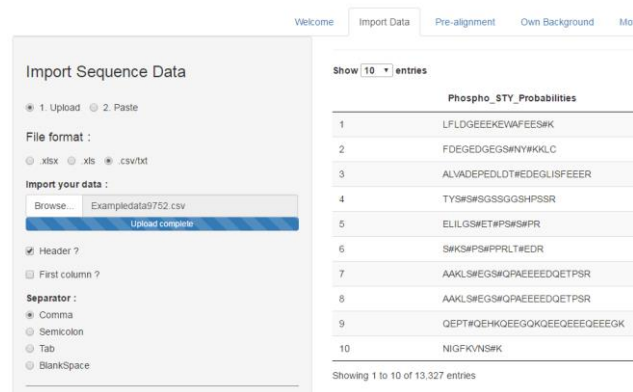 Welcome Import Data Pre-alignment Own Background Mo
Import Sequence Data
1. Upload 2. Paste
File format :
.xlsx .xls .csv/txt
Import your data :
Browse... Exampledata9752.csv
Upload complete
Header ?
First column ?
Separator :
Comma
Semicolon
Tab
BlankSpace
Show 10 entries
Phospho_STY_Probabilities
1 LFLDGEEEKEWAFEES#K
2 FDEGEDGEGS#NY#KKLC
3 ALVADEPEDLDT#EDEGLISFEEER
4 TYS#S#SGSSGGSHPSSR
5 ELILGS#ET#PS#S#PR
6 S#KS#PS#PPRLT#EDR
7 AAKLS#EGS#QPAEEEEDQETPSR
8 AAKLS#EGS#QPAEEEEDQETPSR
9 QEPT#QEHKQEEGQKQEEQEEEQEEEGK
10 NIGFKVNS#K
Showing 1 to 10 of 13,327 entries